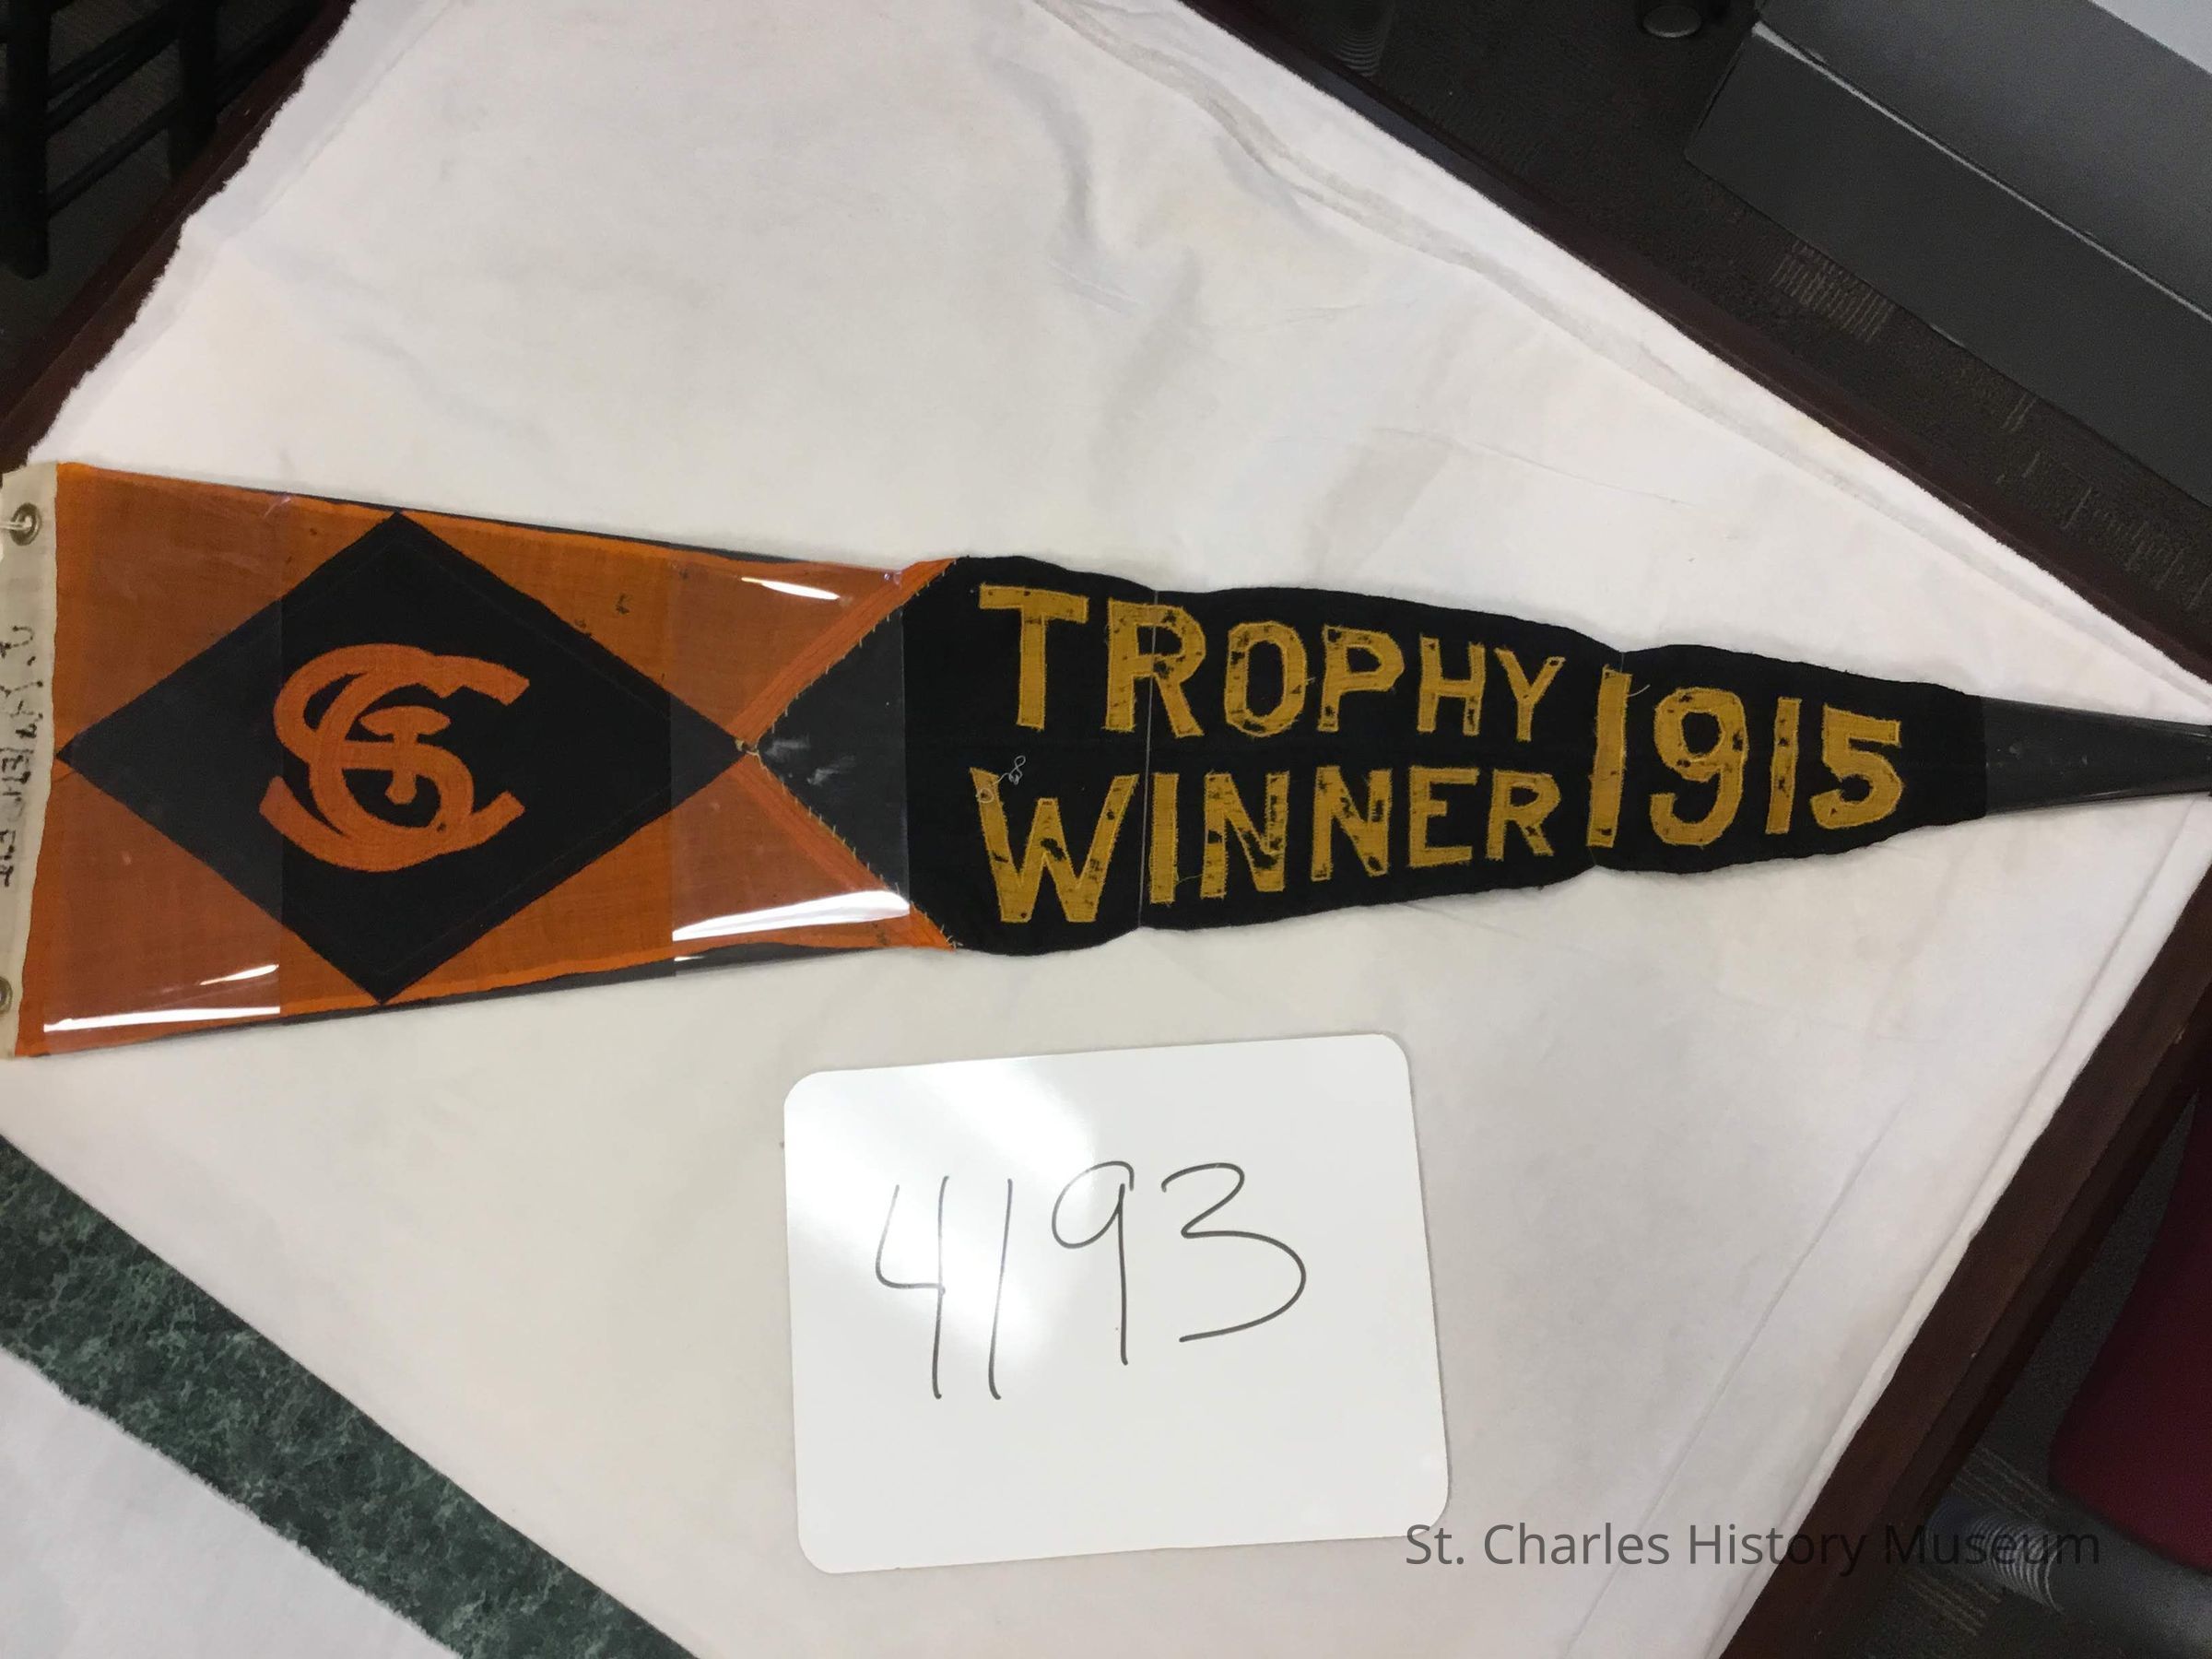 TROPHY
WINNER 1915
4193
St. Charles History Museum